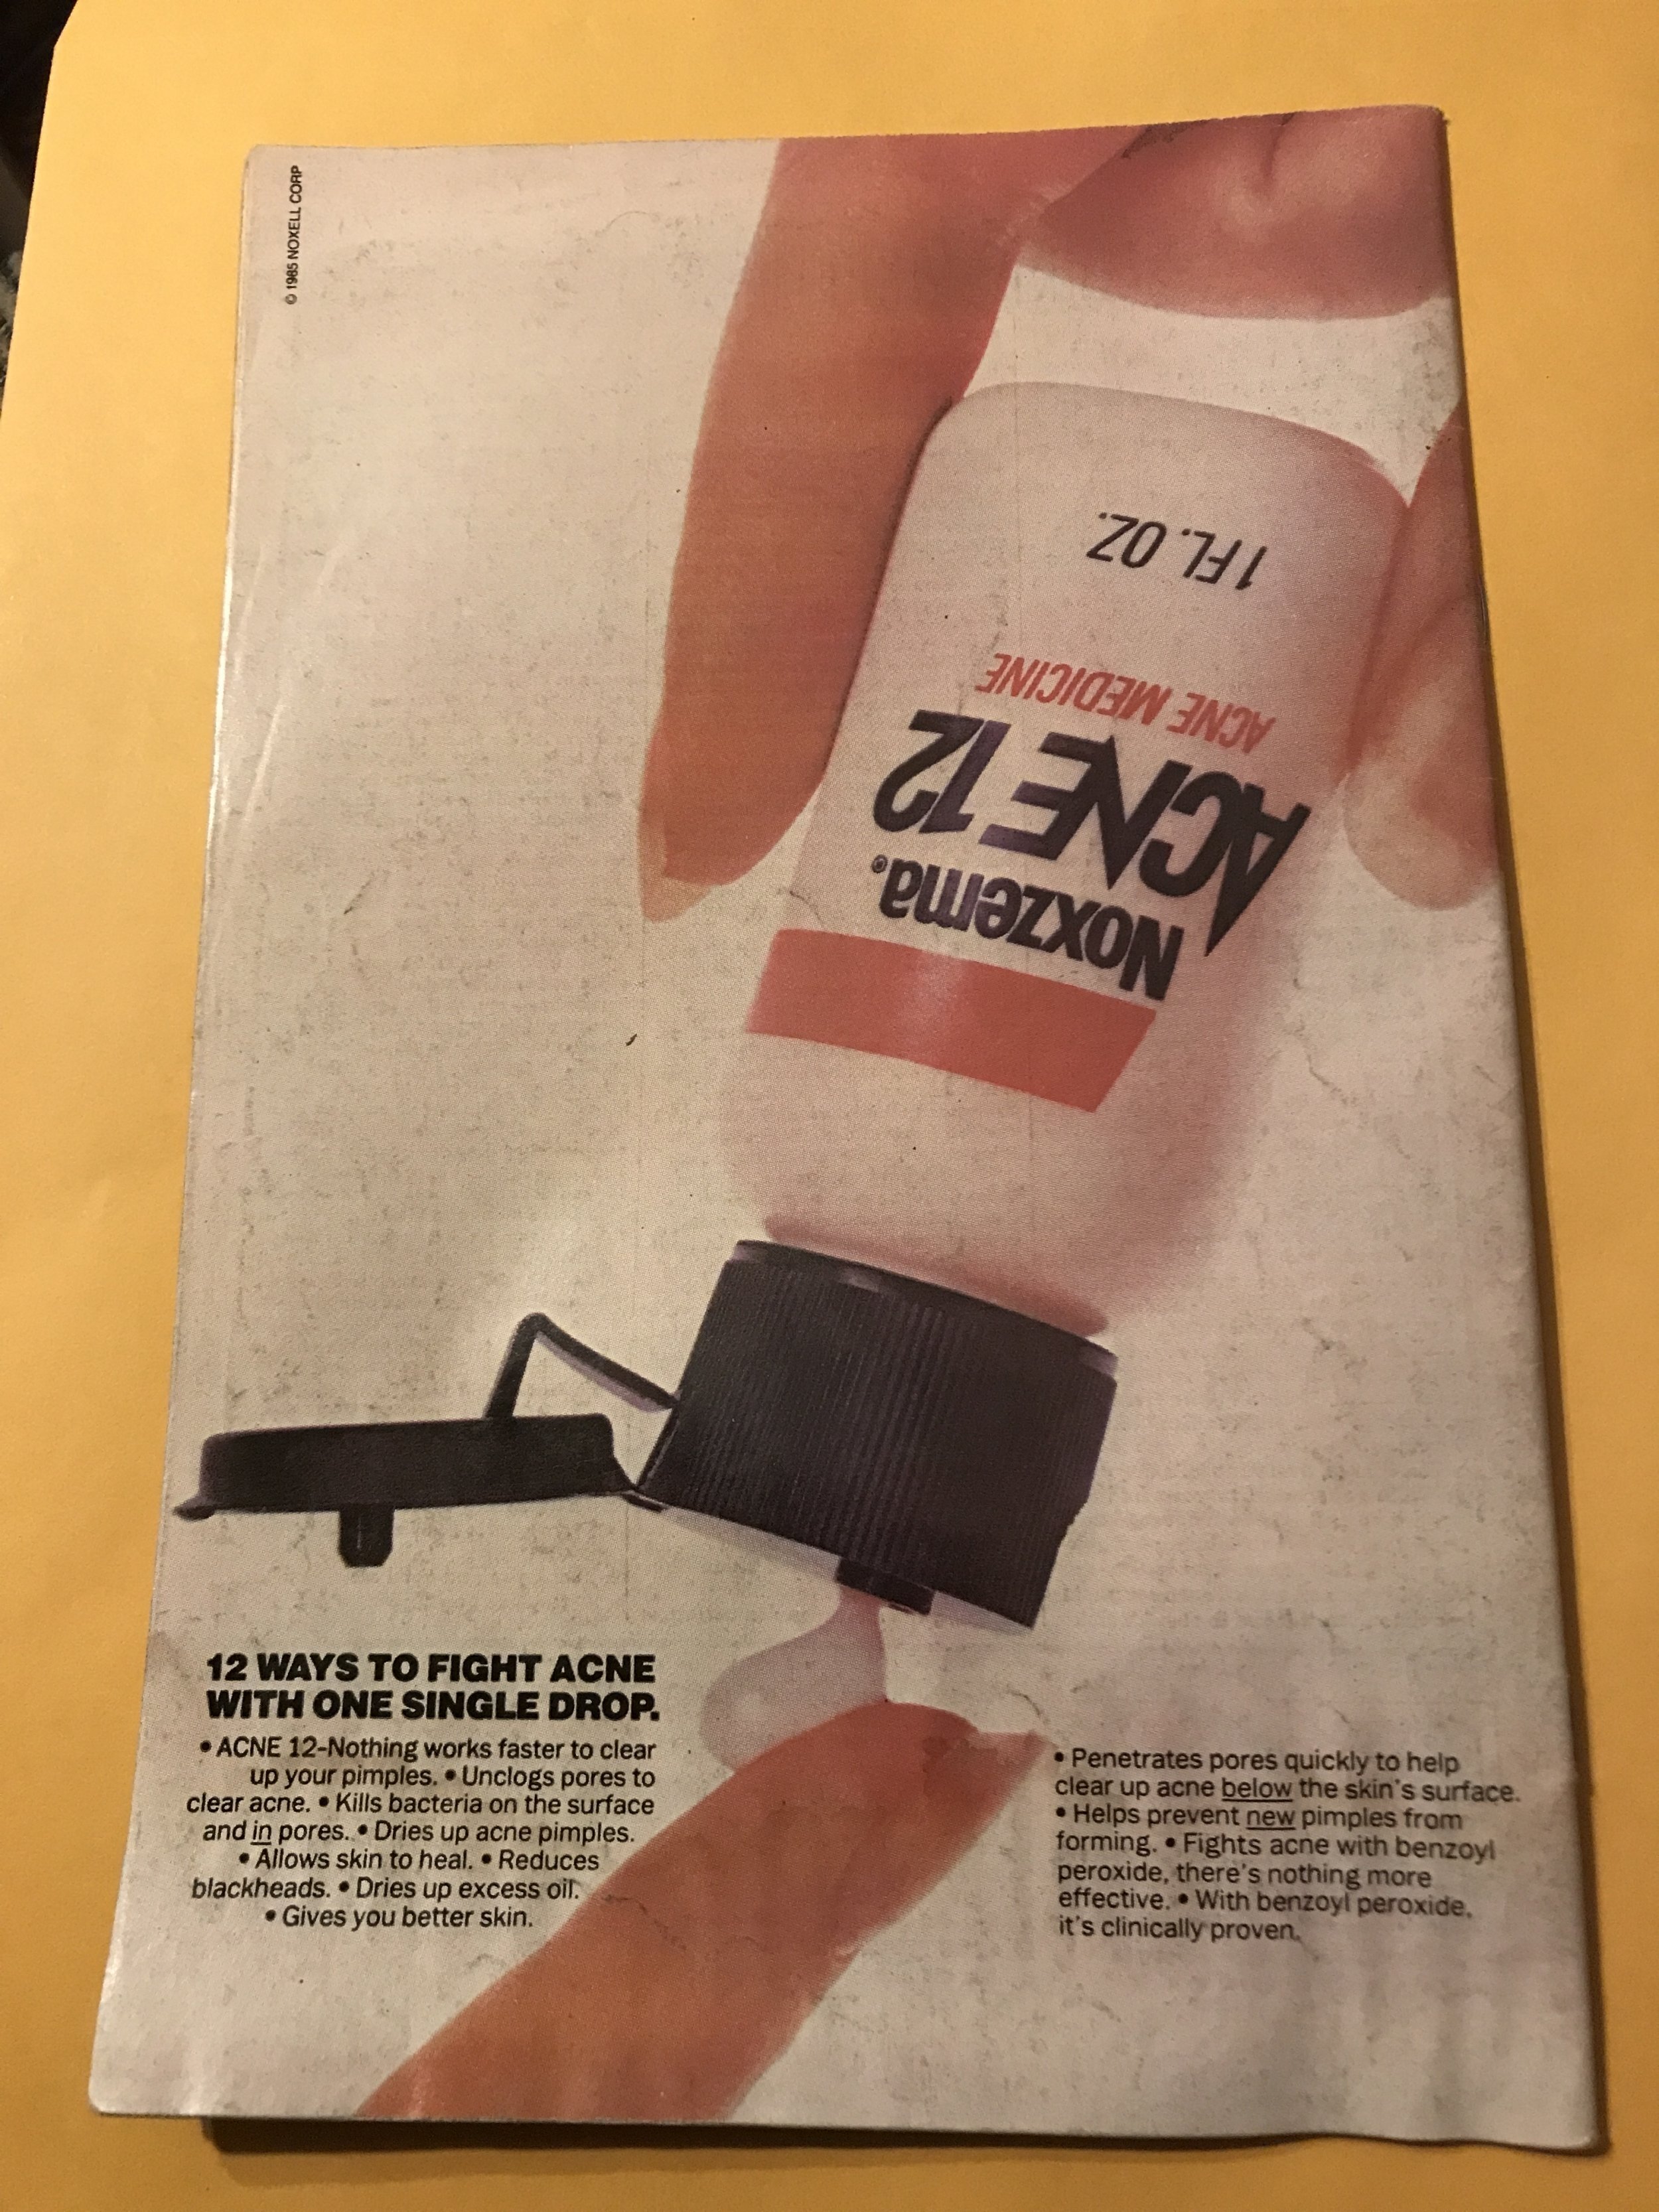 © 1985 NOXELL CORP
1 FL. OZ.
ACNE MEDICINE
ACNE 12
Noxzema®
12 WAYS TO FIGHT ACNE
WITH ONE SINGLE DROP.
• ACNE 12–Nothing works faster to clear
up your pimples. • Unclogs pores to
clear acne. • Kills bacteria on the surface
and in pores. • Dries up acne pimples.
• Allows skin to heal. • Reduces
blackheads. • Dries up excess oil.
• Gives you better skin.
• Penetrates pores quickly to help
clear up acne below the skin's surface.
• Helps prevent new pimples from
forming. • Fights acne with benzoyl
peroxide, there's nothing more
effective. • With benzoyl peroxide,
it's clinically proven.